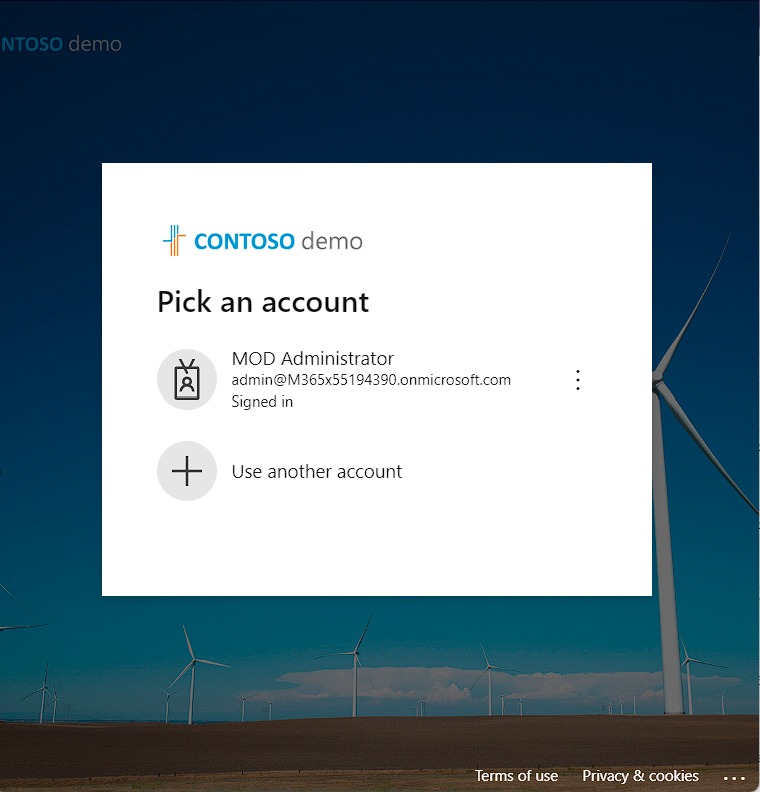 NTOSO demo
CONTOSO demo
Pick an account
MOD Administrator
admin@M365x55194390.onmicrosoft.com
Signed in
Use another account
Terms of use Privacy & cookies ...